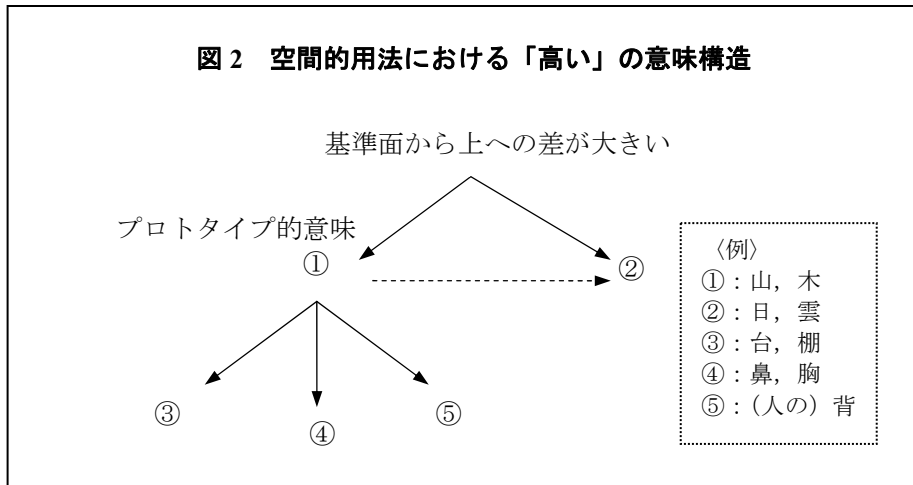 図 2 空間的用法における「高い」の意味構造
基準面から上への差が大きい
プロトタイプ的意味
①
②
③
④
⑤
〈例〉
①：山，木
②：日，雲
③：台，棚
④：鼻，胸
⑤：（人の）背